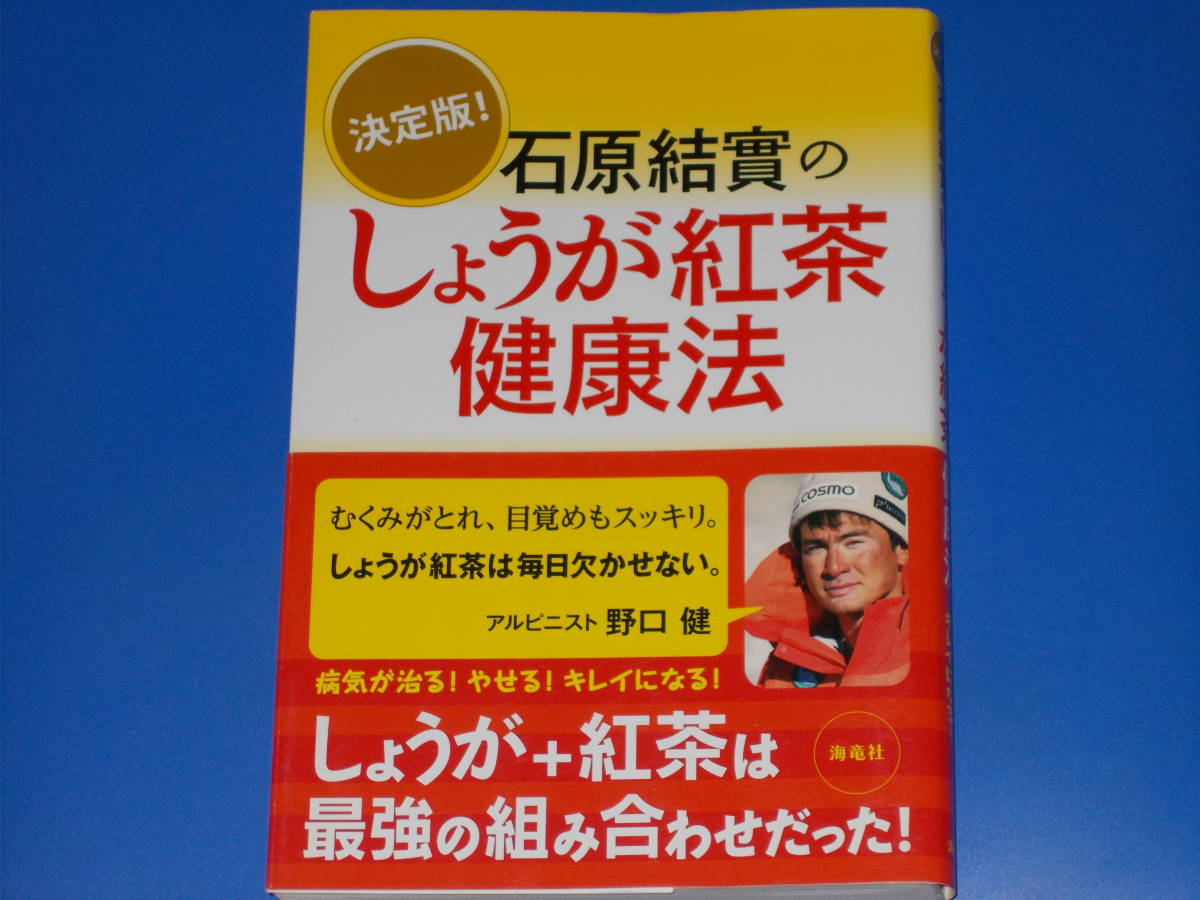 決定版!
石原結實の
しょうが紅茶
健康法
むくみがとれ、目覚めもスッキリ。
しょうが紅茶は毎日欠かせない。
アルピニスト 野口 健
COSMO
病気が治る! やせる! キレイになる!
しょうが+紅茶は
最強の組み合わせだった!
海竜社